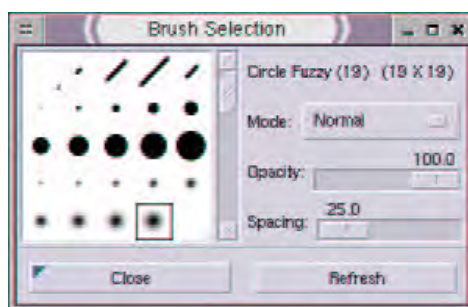 Brush Selection
Circle Fuzzy (19) (19 X 19)
Mode: Normal
Opacity: 100.0
Spacing: 25.0
Close Refresh